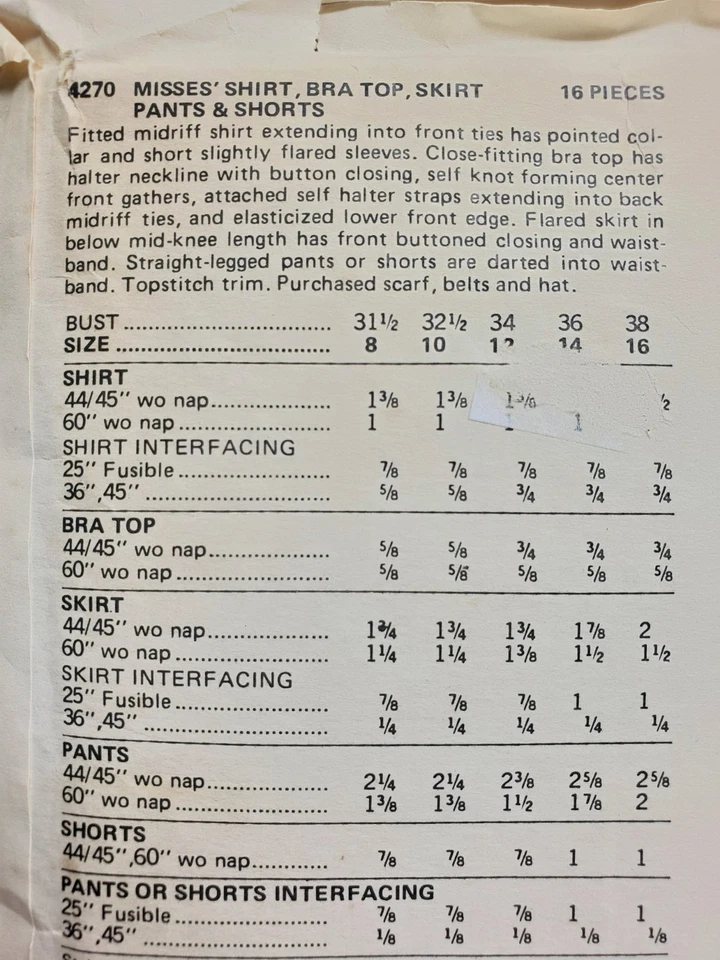 4270 MISSES' SHIRT, BRA TOP, SKIRT 16 PIECES
PANTS & SHORTS
Fitted midriff shirt extending into front ties has pointed col-
lar and short slightly flared sleeves. Close-fitting bra top has
halter neckline with button closing, self knot forming center
front gathers, attached self halter straps extending into back
midriff ties, and elasticized lower front edge. Flared skirt in
below mid-knee length has front buttoned closing and waist-
band. Straight-legged pants or shorts are darted into waist-
band. Topstitch trim. Purchased scarf, belts and hat.
BUST ................................ 31½ 32½ 34 36 38
SIZE ................................ 8 10 12 14 16
SHIRT
44/45" wo nap.................. 1⅜ 1⅜ ½
60" wo nap ....................... 1 1 1
SHIRT INTERFACING
25" Fusible ....................... ⅞ ⅞ ⅞ ⅞ ⅞
36",45" ............................ ⅝ ⅝ ¾ ¾ ¾
BRA TOP
44/45" wo nap.................. ⅝ ⅝ ¾ ¾ ¾
60" wo nap ....................... ⅝ ⅝ ⅝ ⅝ ⅝
SKIRT
44/45" wo nap.................. 1¾ 1¾ 1¾ 1⅞ 2
60" wo nap ....................... 1¼ 1¼ 1⅜ 1½ 1½
SKIRT INTERFACING
25" Fusible ....................... ⅞ ⅞ ⅞ 1 1
36",45" ............................ ¼ ¼ ¼ ¼ ¼
PANTS
44/45" wo nap.................. 2¼ 2¼ 2⅜ 2⅝ 2⅝
60" wo nap ....................... 1⅜ 1⅜ 1½ 1⅞ 2
SHORTS
44/45",60" wo nap............ ⅞ ⅞ ⅞ 1 1
PANTS OR SHORTS INTERFACING
25" Fusible ....................... ⅞ ⅞ ⅞ 1 1
36",45" ............................ ⅛ ⅛ ⅛ ⅛ ⅛